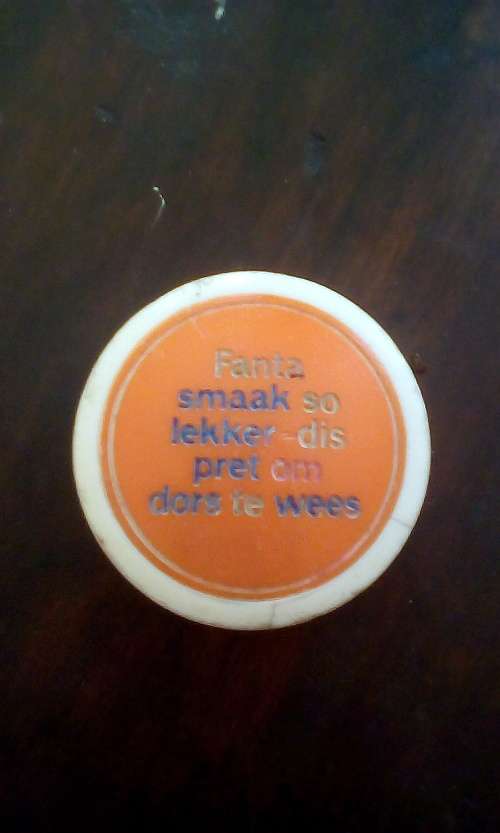 Fanta
smaak so
lekker-dis
pret om
dors te wees